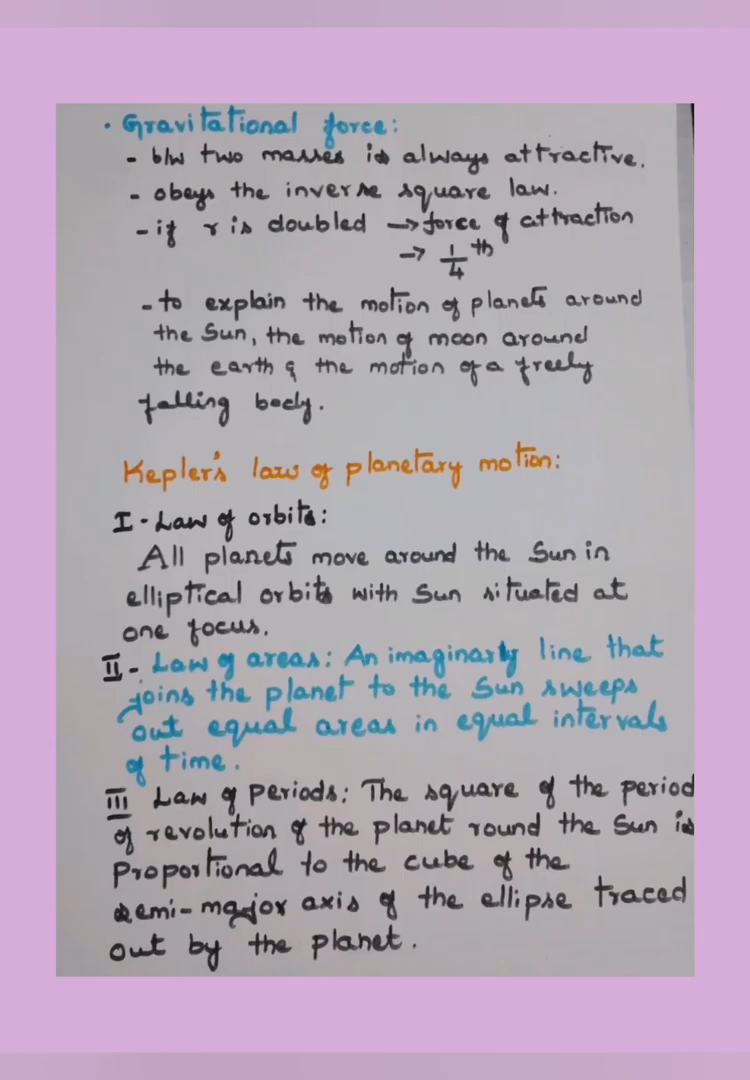 • Gravitational force:
- b/w two masses is always attractive.
- obeys the inverse square law.
- if r is doubled → force of attraction
→ 1/4 th
- to explain the motion of planets around
the Sun, the motion of moon around
the earth & the motion of a freely
falling body.
Kepler's law of planetary motion:
I - Law of orbits:
All planets move around the Sun in
elliptical orbits with Sun situated at
one focus.
II - Law of areas: An imaginary line that
joins the planet to the Sun sweeps
out equal areas in equal intervals
of time.
III Law of periods: The square of the period
of revolution of the planet round the Sun is
Proportional to the cube of the
semi-major axis of the ellipse traced
out by the planet.